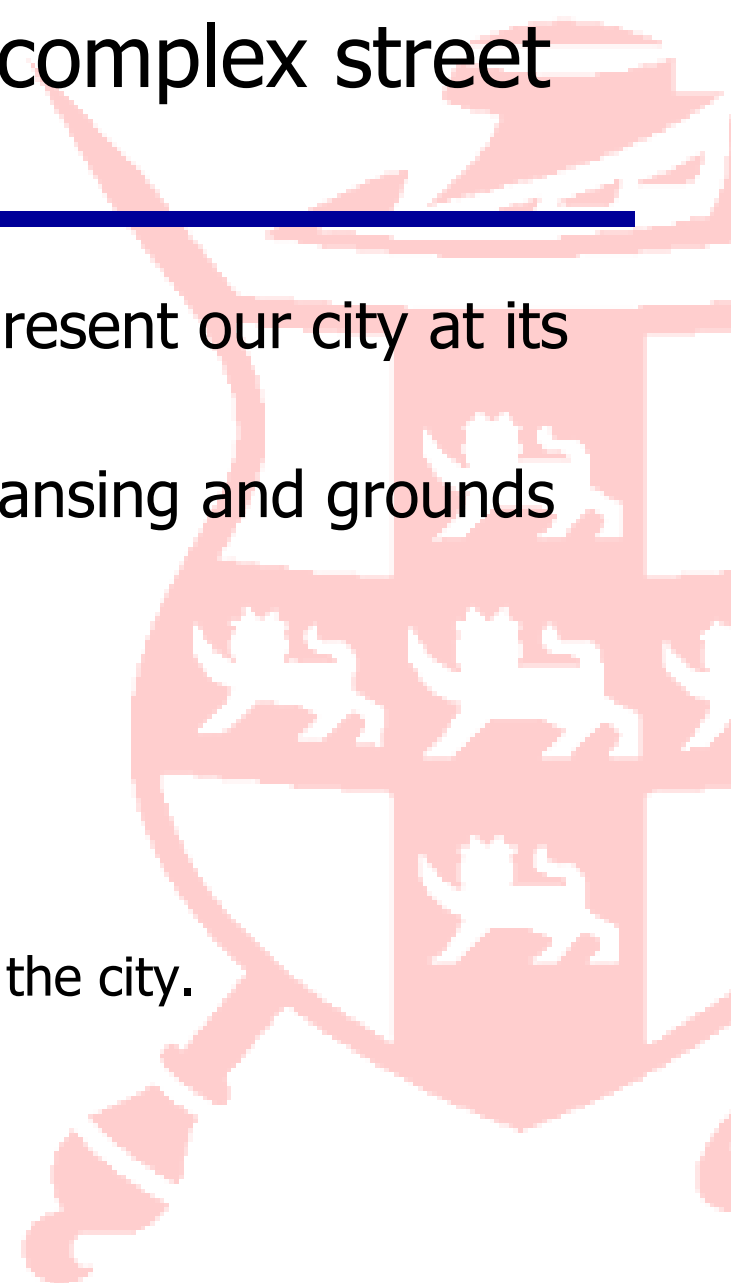 complex street
resent our city at its
ansing and grounds
the city.